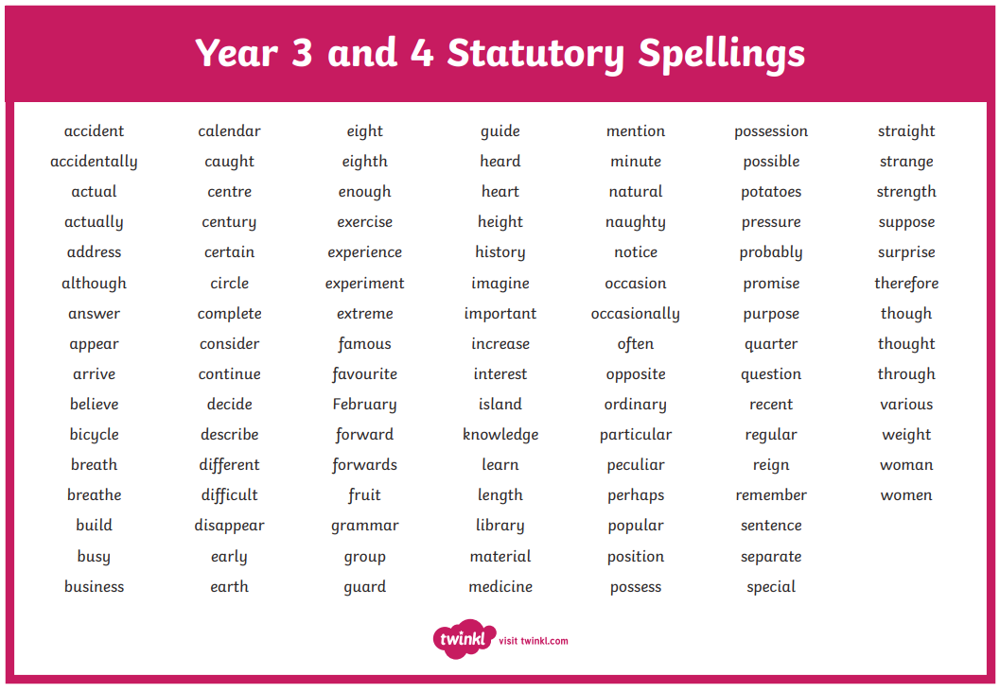 Year 3 and 4 Statutory Spellings
accident calendar eight guide mention possession straight
accidentally caught eighth heard minute possible strange
actual centre enough heart natural potatoes strength
actually century exercise height naughty pressure suppose
address certain experience history notice probably surprise
although circle experiment imagine occasion promise therefore
answer complete extreme important occasionally purpose though
appear consider famous increase often quarter thought
arrive continue favourite interest opposite question through
believe decide February island ordinary recent various
bicycle describe forward knowledge particular regular weight
breath different forwards learn peculiar reign woman
breathe difficult fruit length perhaps remember women
build disappear grammar library popular sentence
busy early group material position separate
business earth guard medicine possess special
twinkl visit twinkl.com